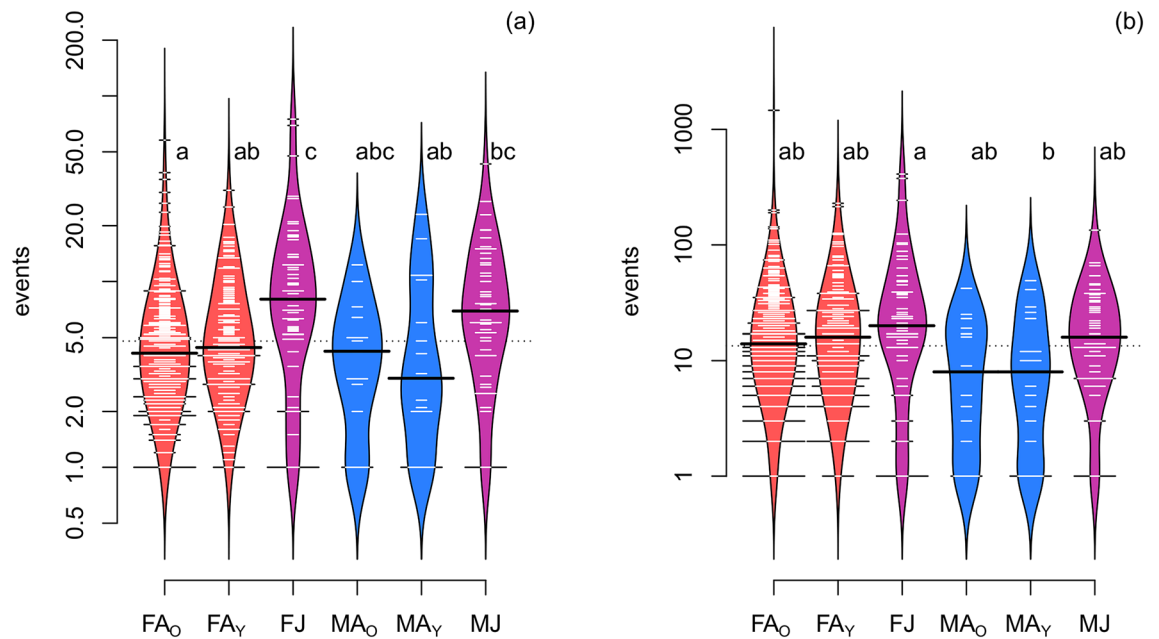 (a)
events
200.0
50.0
20.0
5.0
2.0
1.0
0.5
a
ab
c
abc
ab
bc
FAO
FAY
FJ
MAO
MAY
MJ
(b)
events
1000
100
10
1
ab
ab
a
ab
b
ab
FAO
FAY
FJ
MAO
MAY
MJ